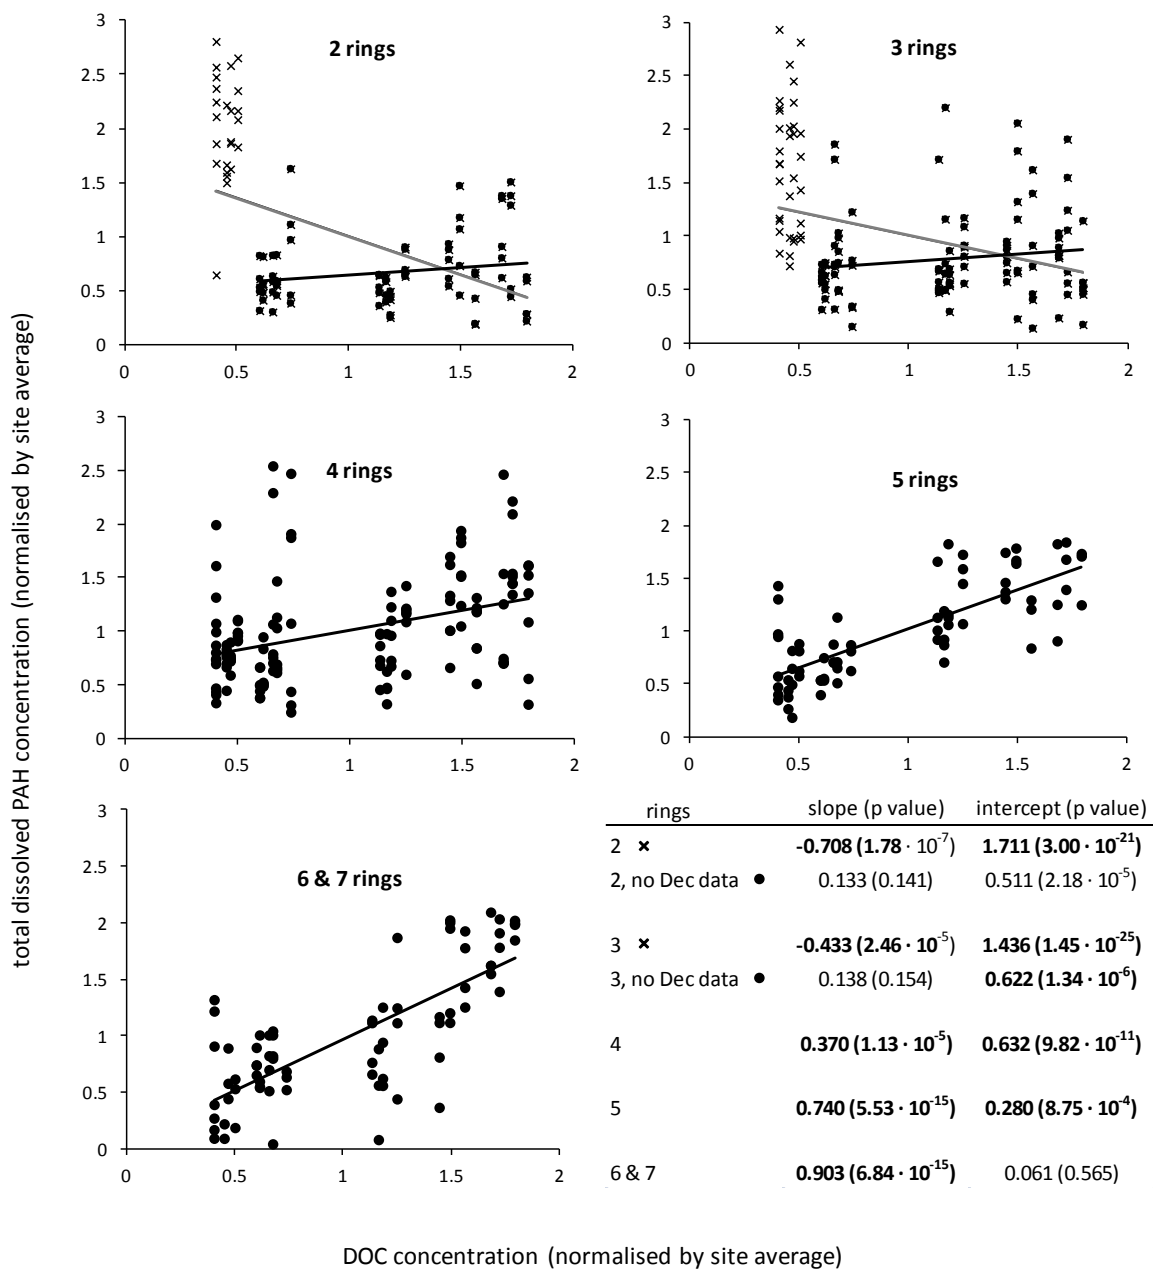 total dissolved PAH concentration (normalised by site average)
2 rings
3
2.5
2
1.5
1
0.5
0
0 0.5 1 1.5 2
3 rings
3
2.5
2
1.5
1
0.5
0
0 0.5 1 1.5 2
4 rings
3
2.5
2
1.5
1
0.5
0
0 0.5 1 1.5 2
5 rings
3
2.5
2
1.5
1
0.5
0
0 0.5 1 1.5 2
6 & 7 rings
3
2.5
2
1.5
1
0.5
0
0 0.5 1 1.5 2
rings slope (p value) intercept (p value)
2 × -0.708 (1.78 · 10⁻⁷) 1.711 (3.00 · 10⁻²¹)
2, no Dec data ● 0.133 (0.141) 0.511 (2.18 · 10⁻⁵)
3 × -0.433 (2.46 · 10⁻⁵) 1.436 (1.45 · 10⁻²⁵)
3, no Dec data ● 0.138 (0.154) 0.622 (1.34 · 10⁻⁶)
4 0.370 (1.13 · 10⁻⁵) 0.632 (9.82 · 10⁻¹¹)
5 0.740 (5.53 · 10⁻¹⁵) 0.280 (8.75 · 10⁻⁴)
6 & 7 0.903 (6.84 · 10⁻¹⁵) 0.061 (0.565)
DOC concentration (normalised by site average)